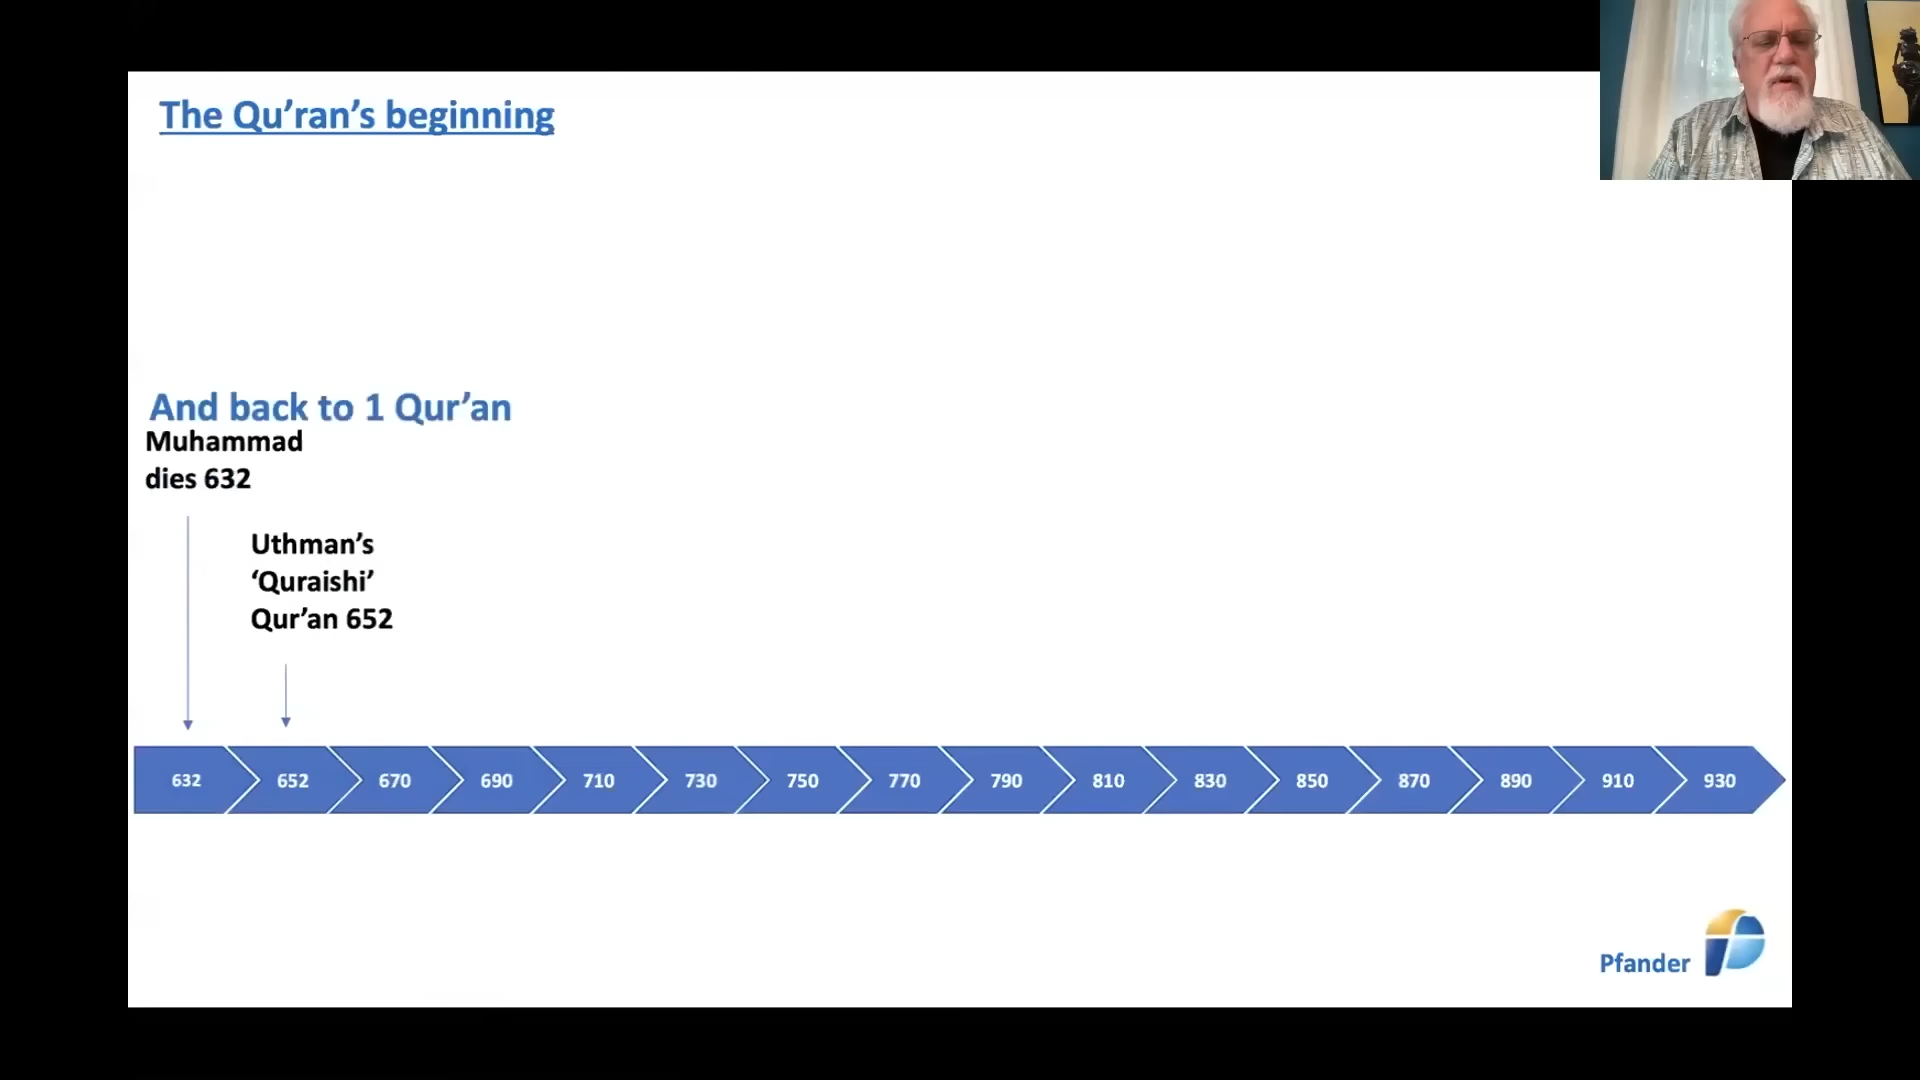 The Qu’ran’s beginning
And back to 1 Qur’an
Muhammad
dies 632
Uthman’s
‘Quraishi’
Qur’an 652
632 652 670 690 710 730 750 770 790 810 830 850 870 890 910 930
Pfander